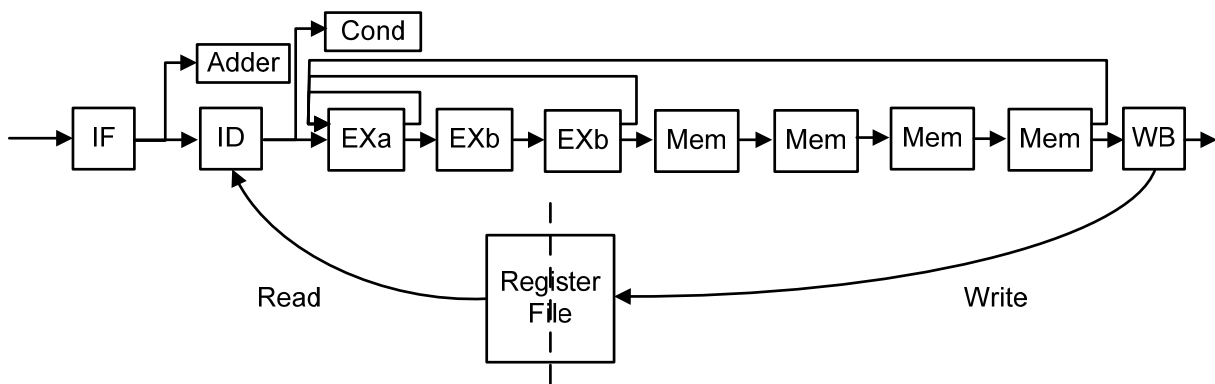 Cond
Adder
IF
ID
EXa
EXb
EXb
Mem
Mem
Mem
Mem
WB
Register
File
Read
Write